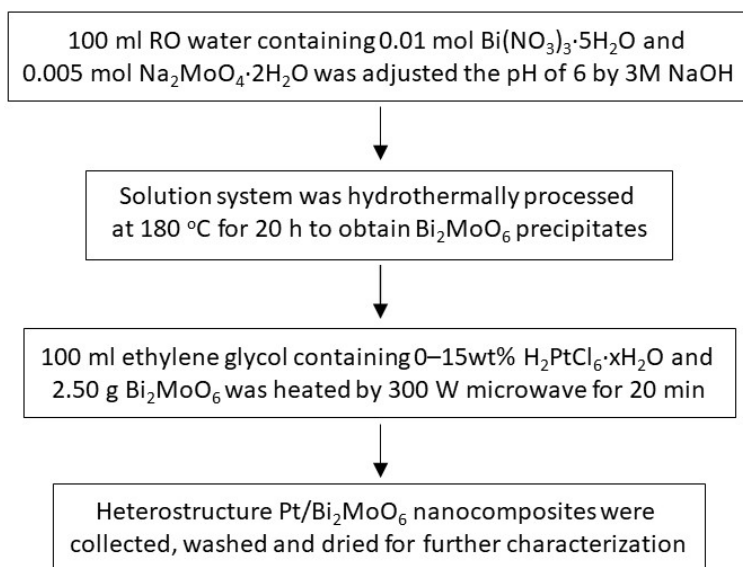 100 ml RO water containing 0.01 mol Bi(NO₃)₃·5H₂O and
0.005 mol Na₂MoO₄·2H₂O was adjusted the pH of 6 by 3M NaOH
Solution system was hydrothermally processed
at 180 °C for 20 h to obtain Bi₂MoO₆ precipitates
100 ml ethylene glycol containing 0–15wt% H₂PtCl₆·xH₂O and
2.50 g Bi₂MoO₆ was heated by 300 W microwave for 20 min
Heterostructure Pt/Bi₂MoO₆ nanocomposites were
collected, washed and dried for further characterization